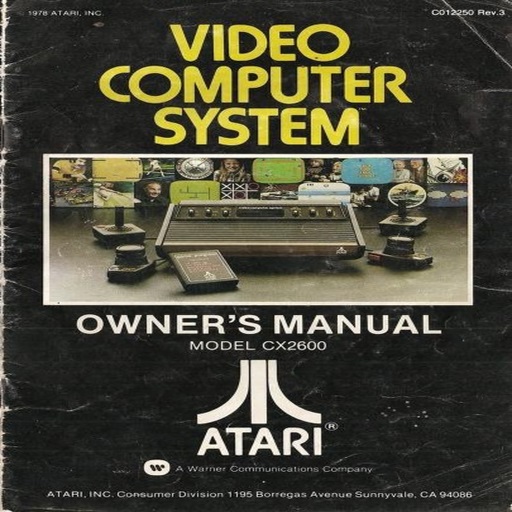 1978 ATARI, INC.
C012250 Rev.3
VIDEO
COMPUTER
SYSTEM™
OWNER'S MANUAL
MODEL CX2600
ATARI®
A Warner Communications Company
ATARI, INC. Consumer Division 1195 Borregas Avenue Sunnyvale, CA 94086